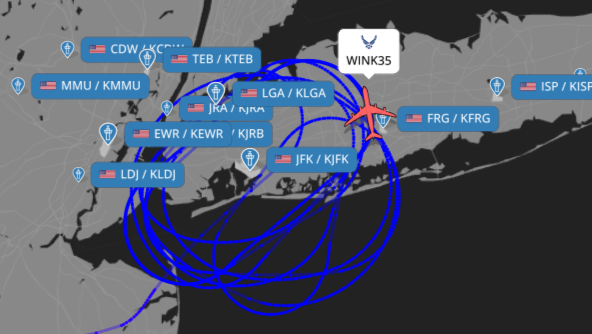 WINK35
CDW / KCDW
TEB / KTEB
MMU / KMMU
LGA / KLGA
ISP / KISP
JRA / KJRA
FRG / KFRG
EWR / KEWR
/ KJRB
JFK / KJFK
LDJ / KLDJ